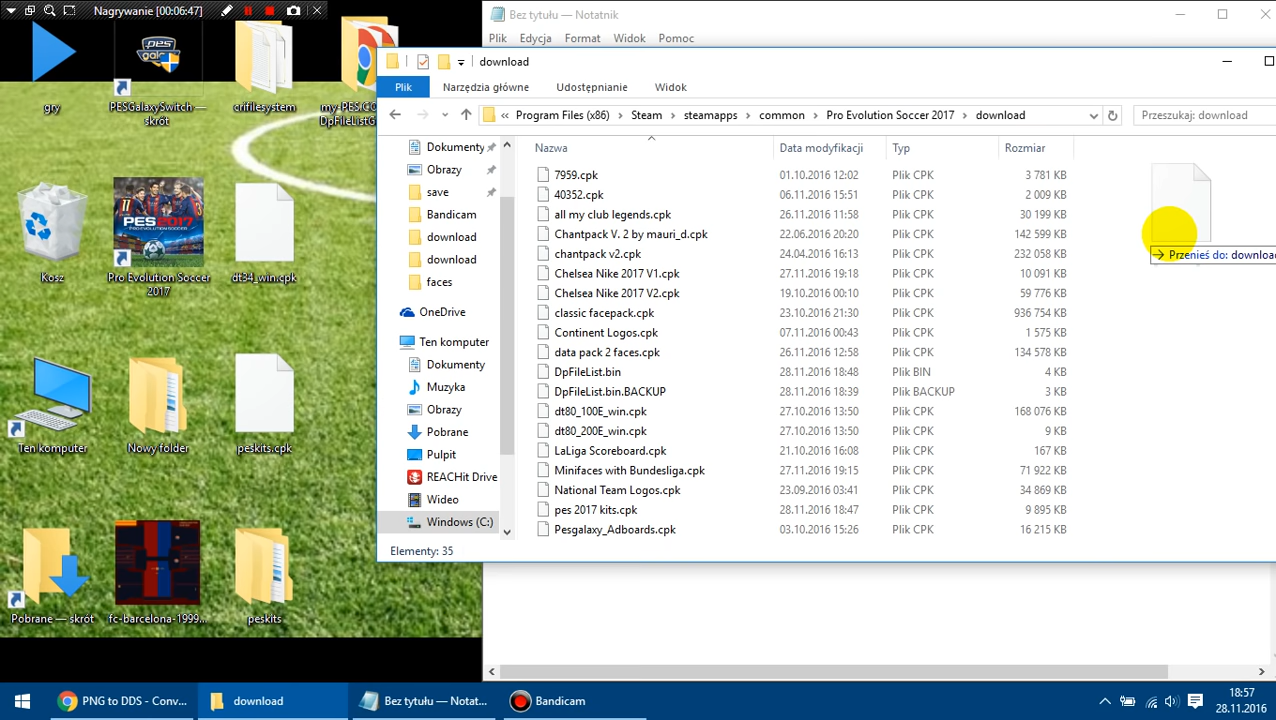 Nagrywanie [00:06:47]
Bez tytułu — Notatnik
Plik Edycja Format Widok Pomoc
download
Plik Narzędzia główne Udostępnianie Widok
« Program Files (x86) › Steam › steamapps › common › Pro Evolution Soccer 2017 › download
Przeszukaj: download
Nazwa Data modyfikacji Typ Rozmiar
7959.cpk 01.10.2016 12:02 Plik CPK 3 781 KB
40352.cpk 06.11.2016 15:51 Plik CPK 2 009 KB
all my club legends.cpk 26.11.2016 11:58 Plik CPK 30 199 KB
Chantpack V. 2 by mauri_d.cpk 22.06.2016 20:20 Plik CPK 142 599 KB
chantpack v2.cpk 24.04.2016 16:13 Plik CPK 232 058 KB
Chelsea Nike 2017 V1.cpk 27.11.2016 9:18 Plik CPK 10 091 KB
Chelsea Nike 2017 V2.cpk 19.10.2016 00:10 Plik CPK 59 776 KB
classic facepack.cpk 23.10.2016 21:30 Plik CPK 936 754 KB
Continent Logos.cpk 07.11.2016 00:43 Plik CPK 1 575 KB
data pack 2 faces.cpk 26.11.2016 12:58 Plik CPK 134 578 KB
DpFileList.bin 28.11.2016 18:48 Plik BIN 4 KB
DpFileList.bin.BACKUP 28.11.2016 18:39 Plik BACKUP 3 KB
dt80_100E_win.cpk 27.10.2016 13:50 Plik CPK 168 076 KB
dt80_200E_win.cpk 27.10.2016 13:50 Plik CPK 9 KB
LaLiga Scoreboard.cpk 21.10.2016 16:08 Plik CPK 167 KB
Minifaces with Bundesliga.cpk 27.11.2016 19:15 Plik CPK 71 922 KB
National Team Logos.cpk 23.09.2016 03:41 Plik CPK 34 869 KB
pes 2017 kits.cpk 28.11.2016 18:47 Plik CPK 9 895 KB
Pesgalaxy_Adboards.cpk 03.10.2016 15:26 Plik CPK 16 215 KB
Dokumenty
Obrazy
save
Bandicam
download
download
faces
OneDrive
Ten komputer
Dokumenty
Muzyka
Obrazy
Pobrane
Pulpit
REACHit Drive
Wideo
Windows (C:)
Elementy: 35
Przenieś do: download
gry
PESGalaxySwitch — skrót
crifilesystem
my-PES.CO
DpFileListG
Kosz
Pro Evolution Soccer 2017
dt34_win.cpk
Ten komputer
Nowy folder
peskits.cpk
Pobrane — skrót
fc-barcelona-1999...
peskits
PNG to DDS - Conv...
download
Bez tytułu — Notat...
Bandicam
18:57
28.11.2016